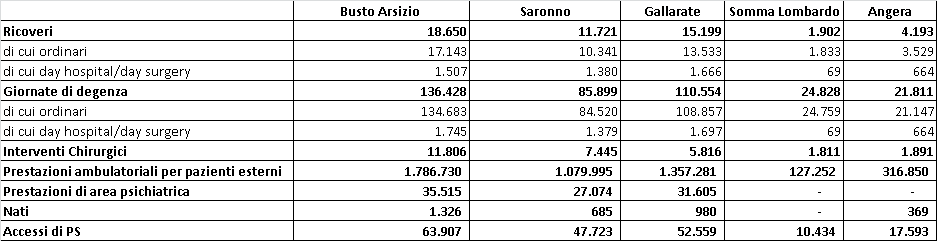 Busto Arsizio Saronno Gallarate Somma Lombardo Angera
Ricoveri 18.650 11.721 15.199 1.902 4.193
di cui ordinari 17.143 10.341 13.533 1.833 3.529
di cui day hospital/day surgery 1.507 1.380 1.666 69 664
Giornate di degenza 136.428 85.899 110.554 24.828 21.811
di cui ordinari 134.683 84.520 108.857 24.759 21.147
di cui day hospital/day surgery 1.745 1.379 1.697 69 664
Interventi Chirurgici 11.806 7.445 5.816 1.811 1.891
Prestazioni ambulatoriali per pazienti esterni 1.786.730 1.079.995 1.357.281 127.252 316.850
Prestazioni di area psichiatrica 35.515 27.074 31.605 - -
Nati 1.326 685 980 - 369
Accessi di PS 63.907 47.723 52.559 10.434 17.593